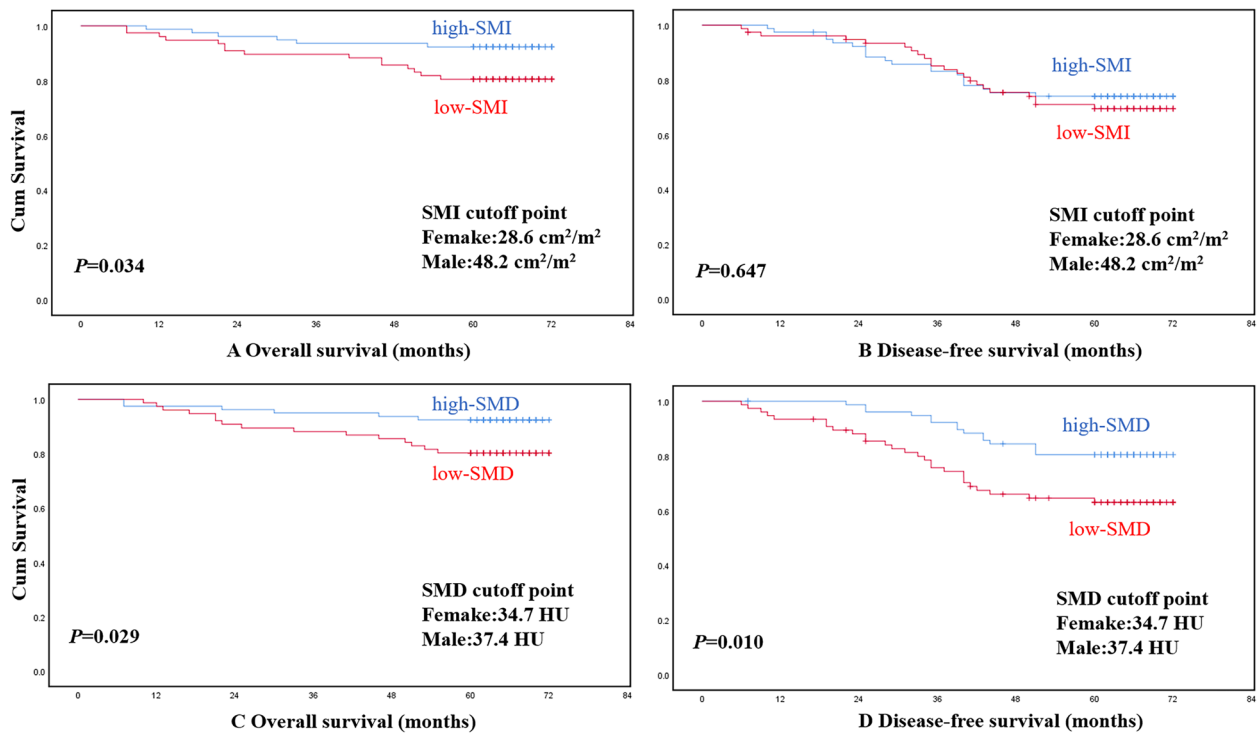 1.0
high-SMI
0.8
low-SMI
0.6
Cum Survival
0.4
SMI cutoff point
Femake:28.6 cm²/m²
0.2
Male:48.2 cm²/m²
P=0.034
0.0
0 12 24 36 48 60 72 84
A Overall survival (months)
1.0
high-SMI
0.8
low-SMI
0.6
0.4
SMI cutoff point
Femake:28.6 cm²/m²
0.2
Male:48.2 cm²/m²
P=0.647
0.0
0 12 24 36 48 60 72 84
B Disease-free survival (months)
1.0
high-SMD
0.8
low-SMD
0.6
Cum Survival
0.4
SMD cutoff point
Femake:34.7 HU
0.2
Male:37.4 HU
P=0.029
0.0
0 12 24 36 48 60 72 84
C Overall survival (months)
1.0
high-SMD
0.8
0.6
low-SMD
0.4
SMD cutoff point
Femake:34.7 HU
0.2
Male:37.4 HU
P=0.010
0.0
0 12 24 36 48 60 72 84
D Disease-free survival (months)